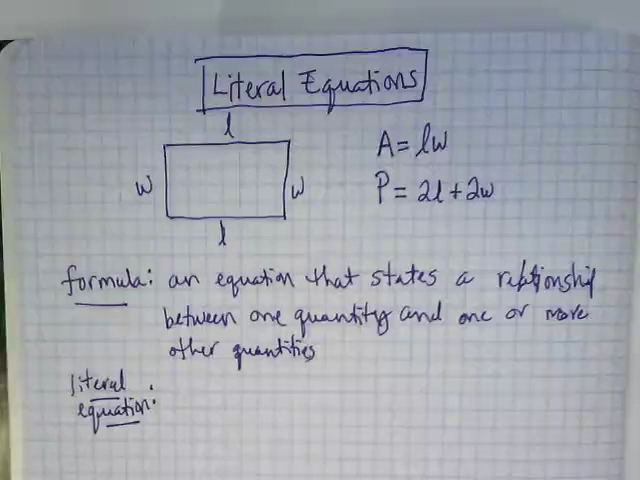 Literal Equations
l
w
w
l
A = lw
P = 2l + 2w
formula: an equation that states a relationship
between one quantity and one or more
other quantities
literal
equation: